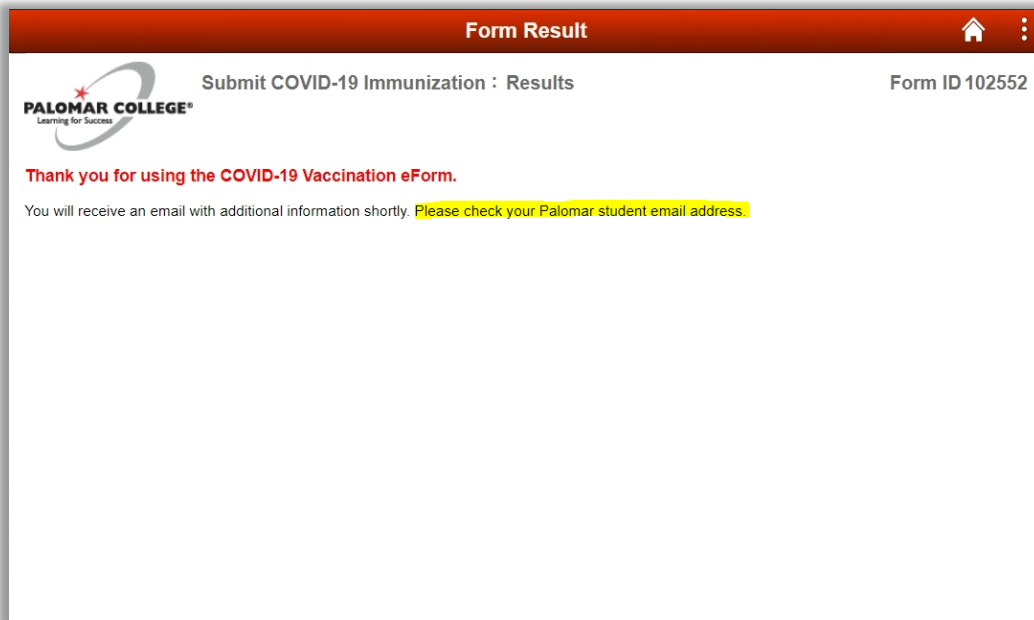 Form Result
Submit COVID-19 Immunization : Results
Form ID 102552
PALOMAR COLLEGE®
Learning for Success
Thank you for using the COVID-19 Vaccination eForm.
You will receive an email with additional information shortly. Please check your Palomar student email address.